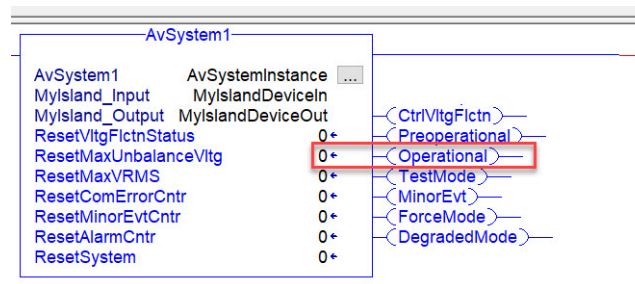 AvSystem1
AvSystem1 AvSystemInstance ...
MyIsland_Input MyIslandDeviceIn
MyIsland_Output MyIslandDeviceOut CtrlVltgFlctn
ResetVltgFlctnStatus 0 Preoperational
ResetMaxUnbalanceVltg 0 Operational
ResetMaxVRMS 0 TestMode
ResetComErrorCntr 0 MinorEvt
ResetMinorEvtCntr 0 ForceMode
ResetAlarmCntr 0 DegradedMode
ResetSystem 0